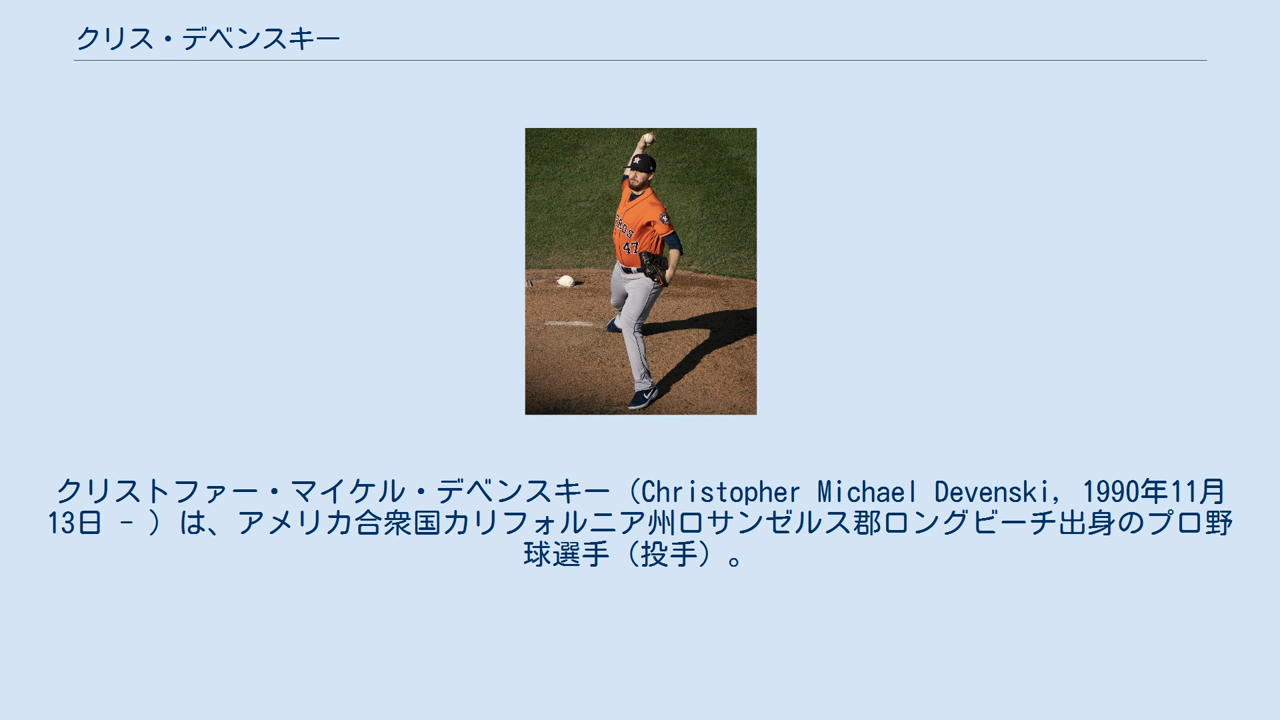 クリス・デベンスキー
47
クリストファー・マイケル・デベンスキー（Christopher Michael Devenski, 1990年11月
13日 - ）は、アメリカ合衆国カリフォルニア州ロサンゼルス郡ロングビーチ出身のプロ野
球選手（投手）。